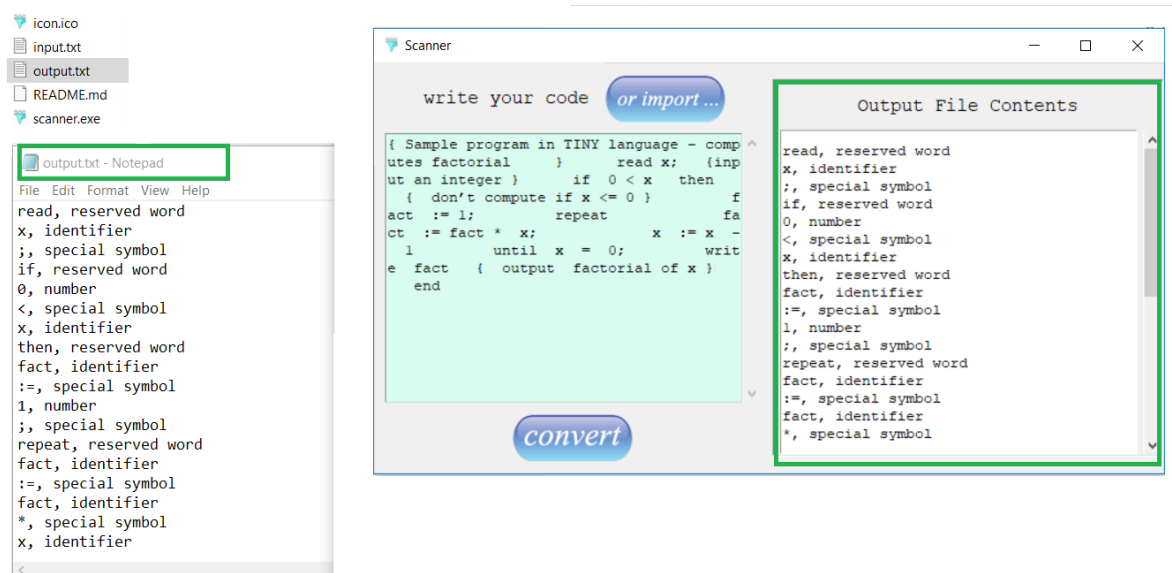 icon.ico
input.txt
output.txt
README.md
scanner.exe
output.txt - Notepad
File Edit Format View Help
read, reserved word
x, identifier
;, special symbol
if, reserved word
0, number
<, special symbol
x, identifier
then, reserved word
fact, identifier
:=, special symbol
1, number
;, special symbol
repeat, reserved word
fact, identifier
:=, special symbol
fact, identifier
*, special symbol
x, identifier
Scanner
write your code
or import ...
{ Sample program in TINY language – comp
utes factorial     }      read x;   {inp
ut an integer }      if  0 < x   then
  {  don’t compute if x <= 0 }         f
act  := 1;         repeat             fa
ct  := fact *  x;             x  := x  –
  1         until  x  =  0;         writ
e  fact   {  output  factorial of x }
   end
convert
Output File Contents
read, reserved word
x, identifier
;, special symbol
if, reserved word
0, number
<, special symbol
x, identifier
then, reserved word
fact, identifier
:=, special symbol
1, number
;, special symbol
repeat, reserved word
fact, identifier
:=, special symbol
fact, identifier
*, special symbol